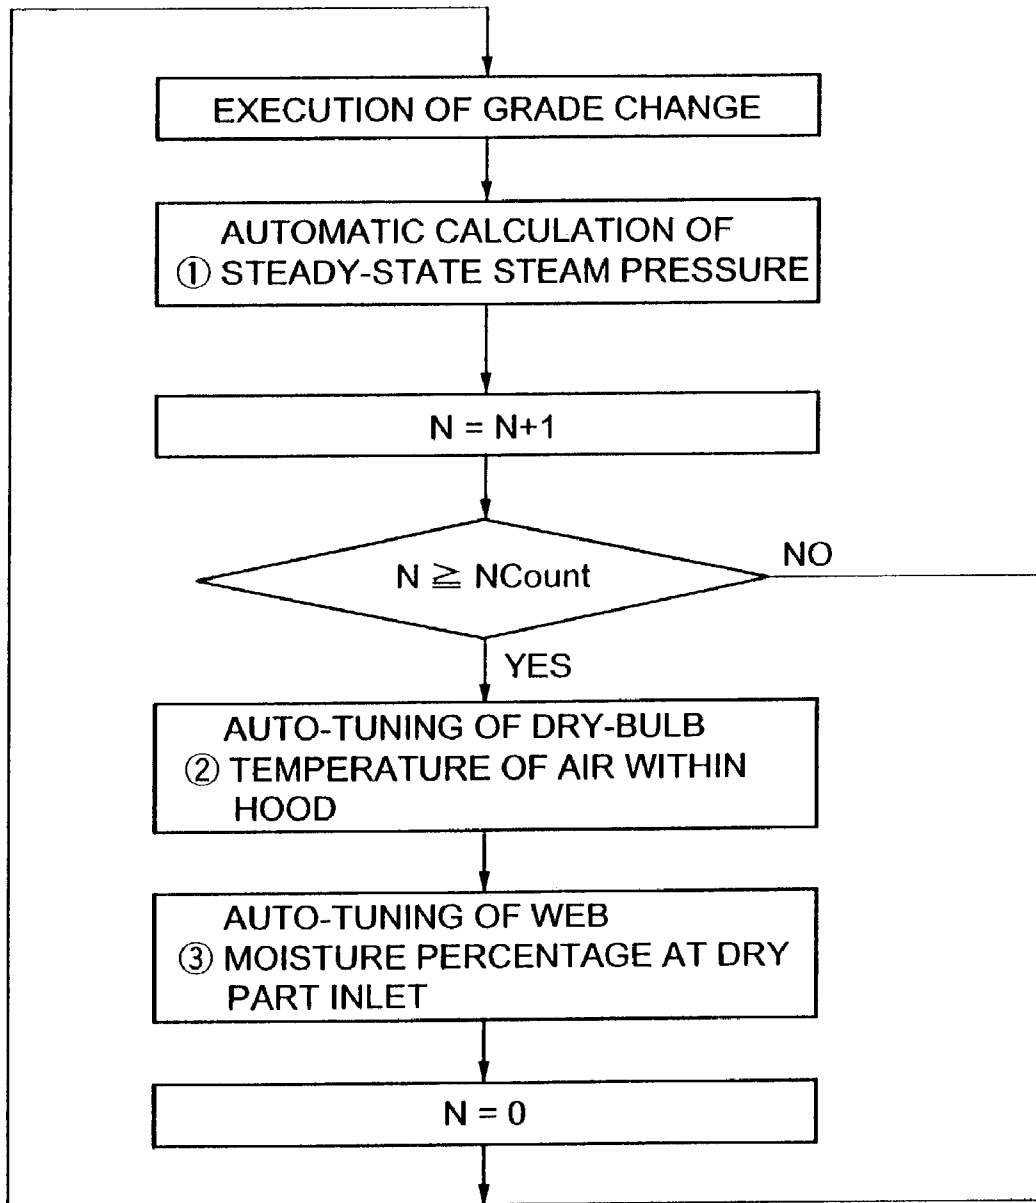 EXECUTION OF GRADE CHANGE
AUTOMATIC CALCULATION OF
① STEADY-STATE STEAM PRESSURE
N = N+1
N ≧ NCount
NO
YES
AUTO-TUNING OF DRY-BULB
② TEMPERATURE OF AIR WITHIN
HOOD
AUTO-TUNING OF WEB
③ MOISTURE PERCENTAGE AT DRY
PART INLET
N = 0